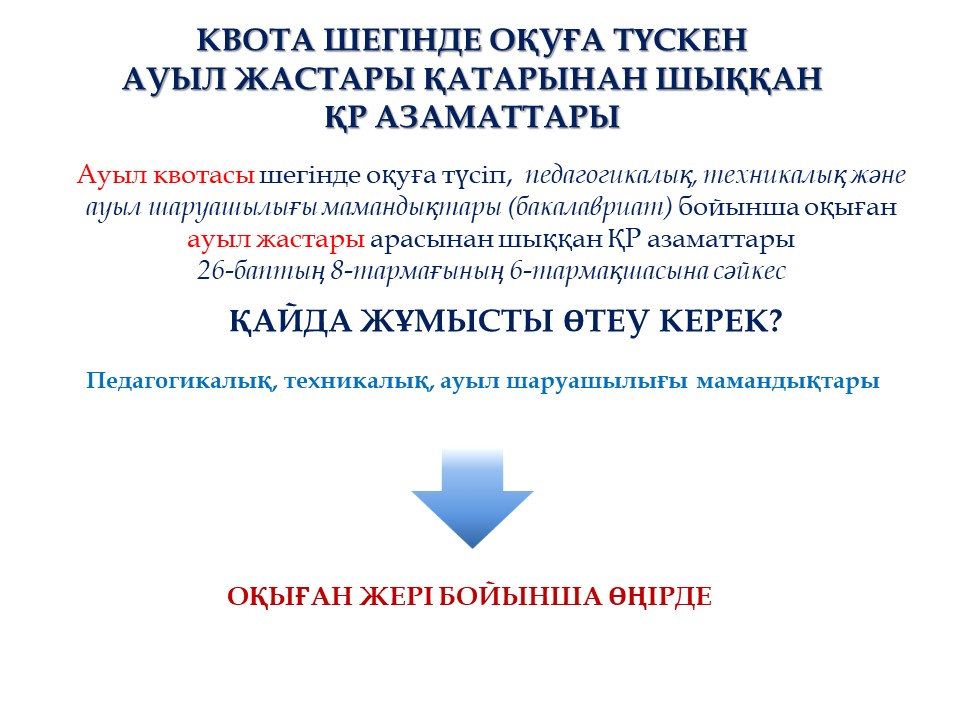 КВОТА ШЕГІНДЕ ОҚУҒА ТҮСКЕН
АУЫЛ ЖАСТАРЫ ҚАТАРЫНАН ШЫҚҚАН
ҚР АЗАМАТТАРЫ
Ауыл квотасы шегінде оқуға түсіп, педагогикалық, техникалық және
ауыл шаруашылығы мамандықтары (бакалавриат) бойынша оқыған
ауыл жастары арасынан шыққан ҚР азаматтары
26-баптың 8-тармағының 6-тармақшасына сәйкес
ҚАЙДА ЖҰМЫСТЫ ӨТЕУ КЕРЕК?
Педагогикалық, техникалық, ауыл шаруашылығы мамандықтары
ОҚЫҒАН ЖЕРІ БОЙЫНША ӨҢІРДЕ